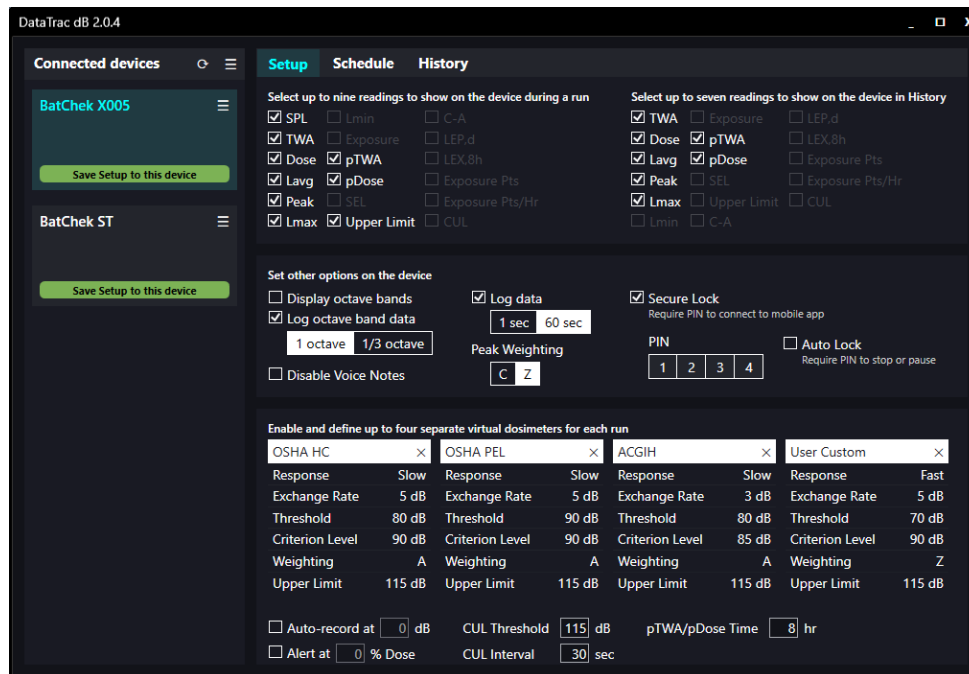 DataTrac dB 2.0.4
Connected devices
BatChek X005
Save Setup to this device
BatChek ST
Save Setup to this device
Setup Schedule History
Select up to nine readings to show on the device during a run
SPL Lmin C-A
TWA Exposure LEP,d
Dose pTWA LEX,8h
Lavg pDose Exposure Pts
Peak SEL Exposure Pts/Hr
Lmax Upper Limit CUL
Select up to seven readings to show on the device in History
TWA Exposure LEP,d
Dose pTWA LEX,8h
Lavg pDose Exposure Pts
Peak SEL Exposure Pts/Hr
Lmax Upper Limit CUL
Lmin C-A
Set other options on the device
Display octave bands
Log octave band data
1 octave 1/3 octave
Disable Voice Notes
Log data
1 sec 60 sec
Peak Weighting
C Z
Secure Lock
Require PIN to connect to mobile app
PIN
1 2 3 4
Auto Lock
Require PIN to stop or pause
Enable and define up to four separate virtual dosimeters for each run
OSHA HC OSHA PEL ACGIH User Custom
Response Slow Response Slow Response Slow Response Fast
Exchange Rate 5 dB Exchange Rate 5 dB Exchange Rate 3 dB Exchange Rate 5 dB
Threshold 80 dB Threshold 90 dB Threshold 80 dB Threshold 70 dB
Criterion Level 90 dB Criterion Level 90 dB Criterion Level 85 dB Criterion Level 90 dB
Weighting A Weighting A Weighting A Weighting Z
Upper Limit 115 dB Upper Limit 115 dB Upper Limit 115 dB Upper Limit 115 dB
Auto-record at 0 dB CUL Threshold 115 dB pTWA/pDose Time 8 hr
Alert at 0 % Dose CUL Interval 30 sec